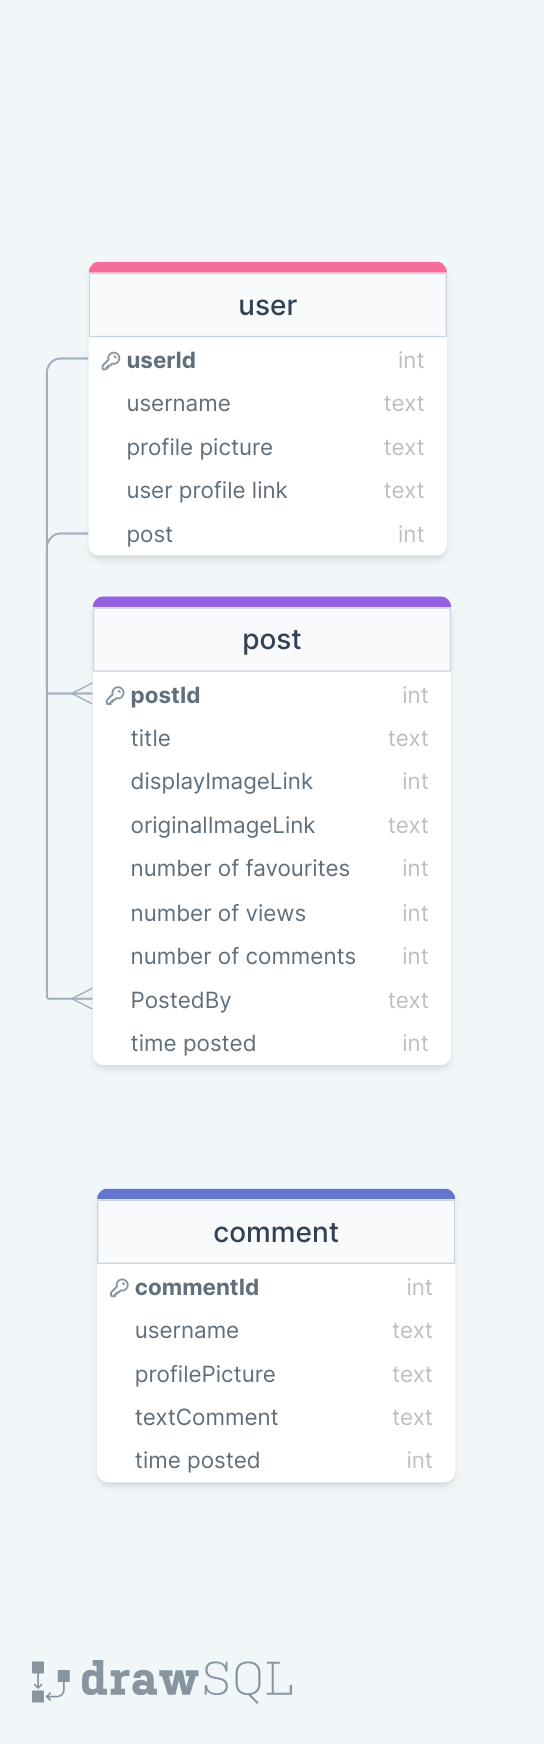 user
userId int
username text
profile picture text
user profile link text
post int
post
postId int
title text
displayImageLink int
originalImageLink text
number of favourites int
number of views int
number of comments int
PostedBy text
time posted int
comment
commentId int
username text
profilePicture text
textComment text
time posted int
drawSQL